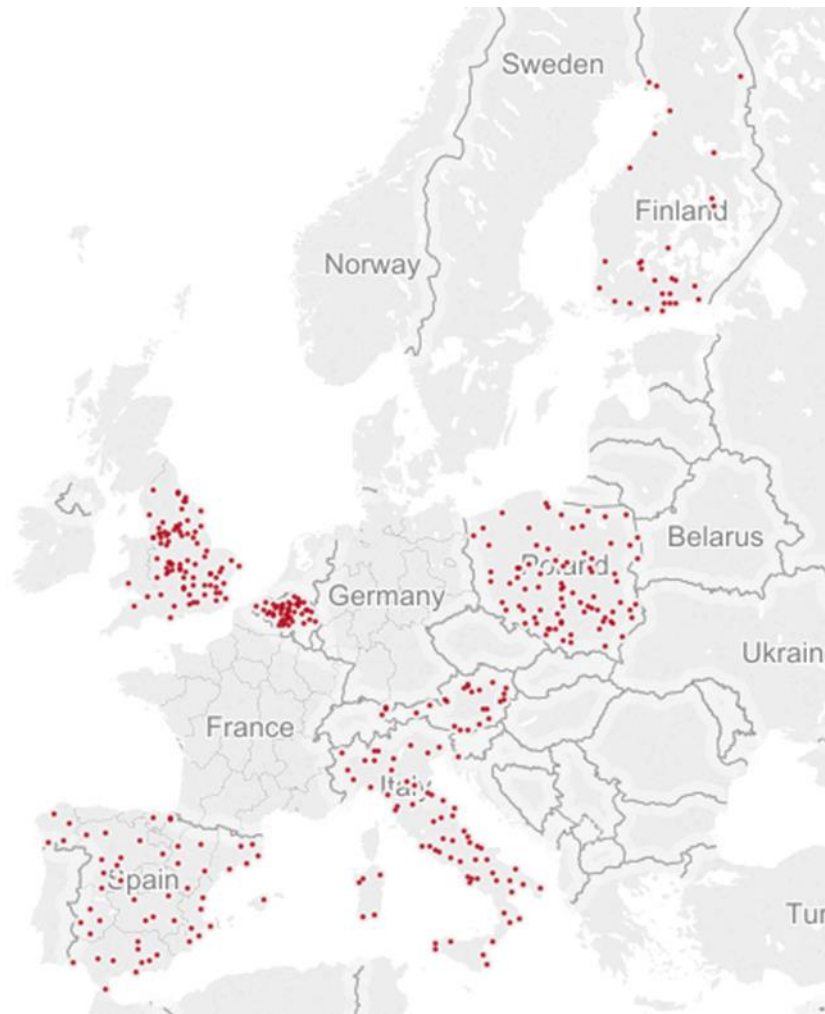 Sweden
Finland
Norway
Belarus
Poland
Germany
Ukrain
France
Italy
Spain
Tur